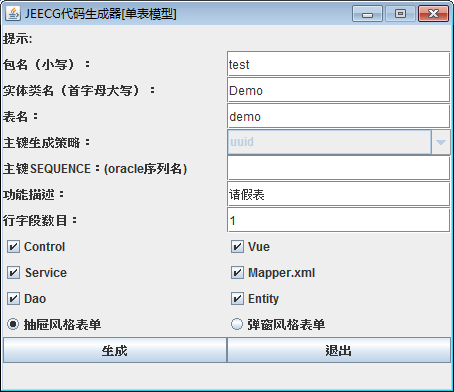 JEECG代码生成器[单表模型]
提示:
包名（小写）： test
实体类名（首字母大写）： Demo
表名： demo
主键生成策略： uuid
主键SEQUENCE：(oracle序列名)
功能描述： 请假表
行字段数目： 1
Control Vue
Service Mapper.xml
Dao Entity
抽屉风格表单 弹窗风格表单
生成 退出